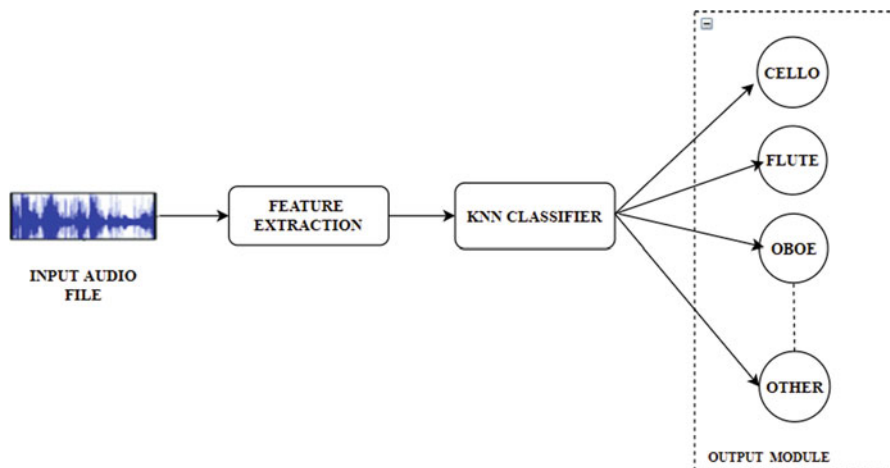 INPUT AUDIO
FILE
FEATURE
EXTRACTION
KNN CLASSIFIER
CELLO
FLUTE
OBOE
OTHER
OUTPUT MODULE